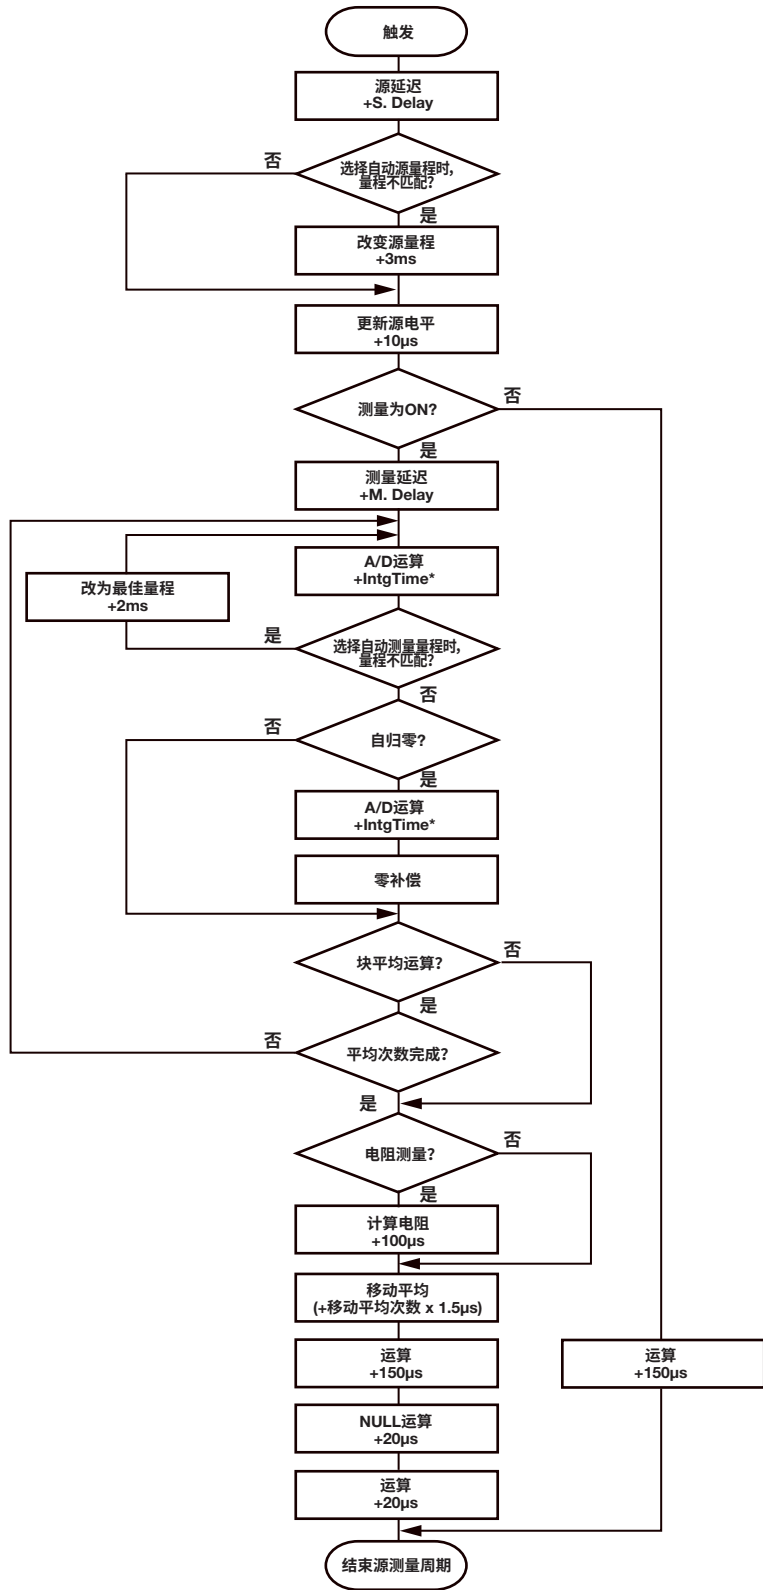 触发
源延迟
+S. Delay
否
选择自动源量程时，
量程不匹配？
是
改变源量程
+3ms
更新源电平
+10µs
测量为ON？
否
是
测量延迟
+M. Delay
A/D运算
+IntgTime*
改为最佳量程
+2ms
是
选择自动测量量程时，
量程不匹配？
否
否
自归零？
是
A/D运算
+IntgTime*
零补偿
块平均运算？
否
是
否
平均次数完成？
是
电阻测量？
否
是
计算电阻
+100µs
移动平均
(+移动平均次数 x 1.5µs)
运算
+150µs
运算
+150µs
NULL运算
+20µs
运算
+20µs
结束源测量周期